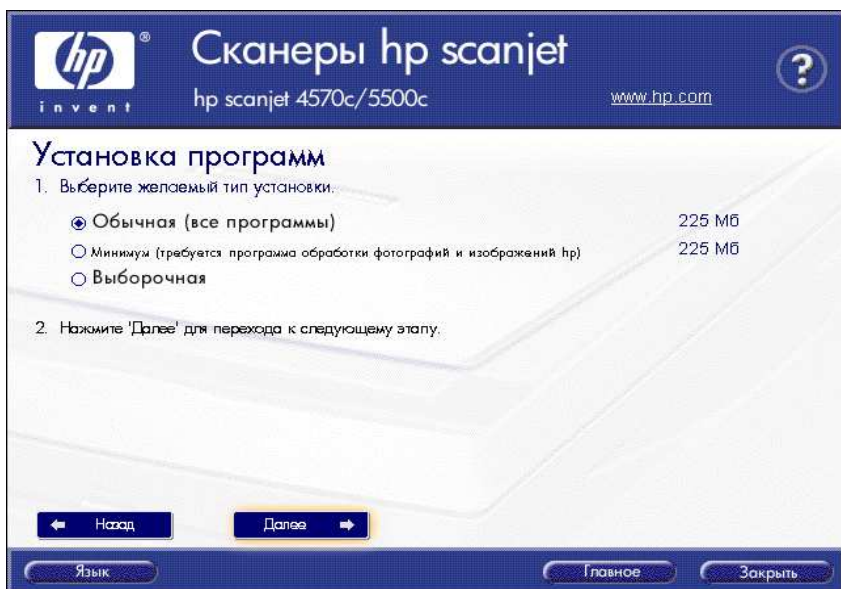 hp ®
invent
Сканеры hp scanjet
hp scanjet 4570c/5500c
www.hp.com
?
Установка программ
1. Выберите желаемый тип установки.
Обычная (все программы) 225 Мб
Минимум (требуется программа обработки фотографий и изображений hp) 225 Мб
Выборочная
2. Нажмите 'Далее' для перехода к следующему этапу.
Назад
Далее
Язык
Главное
Закрыть